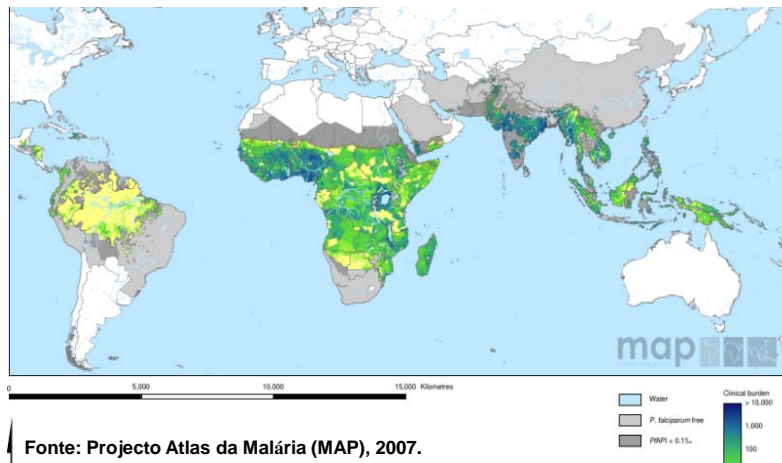 map
0 5,000 10,000 15,000 Kilometres
Water
P. falciparum free
PfAPI < 0.1‰
Clinical burden
> 10,000
1,000
100
Fonte: Projecto Atlas da Malária (MAP), 2007.